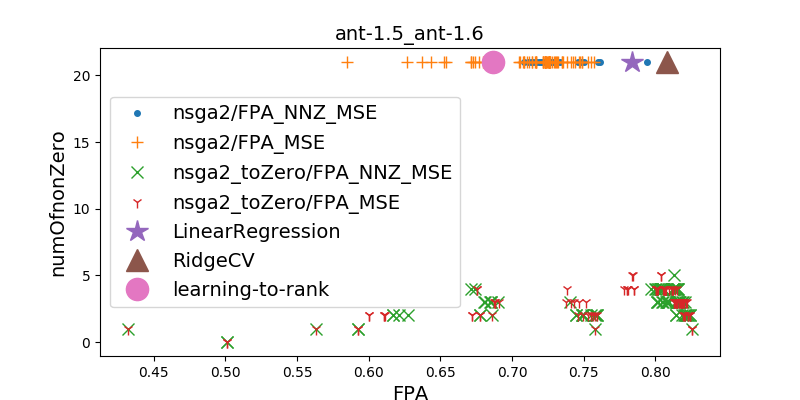 ant-1.5_ant-1.6
numOfnonZero
20
15
10
5
0
nsga2/FPA_NNZ_MSE
nsga2/FPA_MSE
nsga2_toZero/FPA_NNZ_MSE
nsga2_toZero/FPA_MSE
LinearRegression
RidgeCV
learning-to-rank
0.45 0.50 0.55 0.60 0.65 0.70 0.75 0.80
FPA